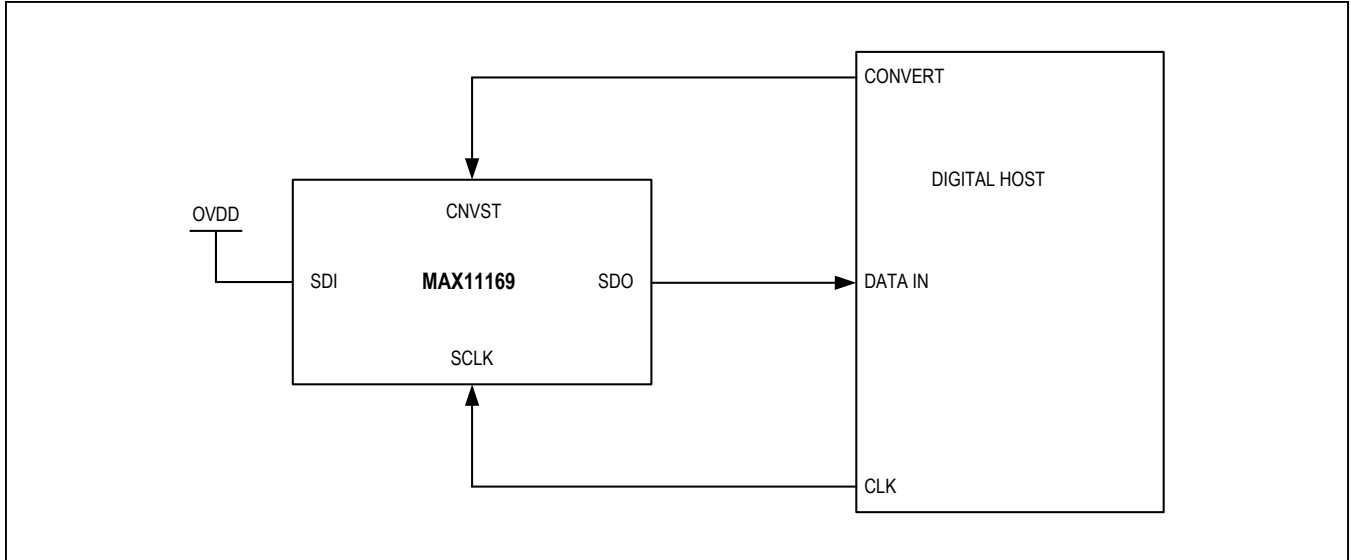 CONVERT
DIGITAL HOST
CNVST
OVDD
SDI
MAX11169
SDO
DATA IN
SCLK
CLK